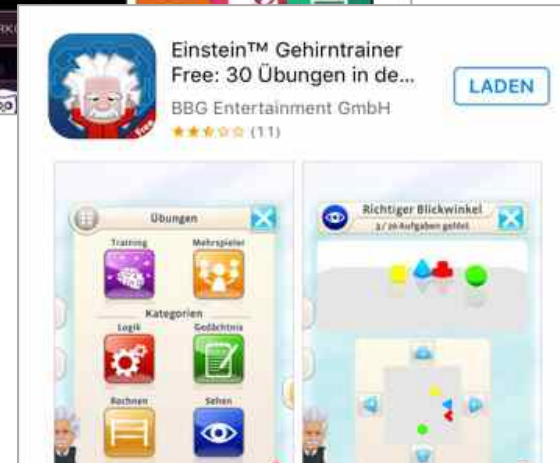 Einstein™ Gehirntrainer
Free: 30 Übungen in de...
LADEN
BBG Entertainment GmbH
(11)
Free
Übungen
Training
Mehrspieler
Kategorien
Logik
Gedächtnis
Rechnen
Sehen
Richtiger Blickwinkel
3/20 Aufgaben gelöst